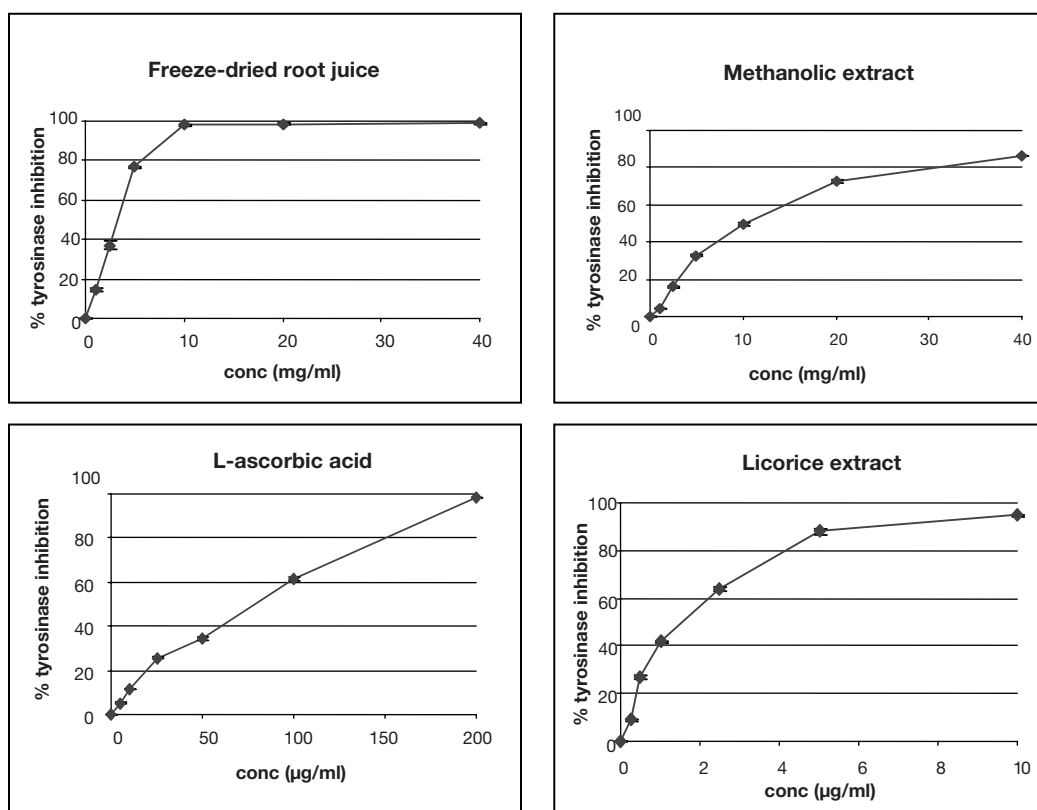 Freeze-dried root juice
% tyrosinase inhibition
100
80
60
40
20
0
0 10 20 30 40
conc (mg/ml)
Methanolic extract
% tyrosinase inhibition
100
80
60
40
20
0
0 10 20 30 40
conc (mg/ml)
L-ascorbic acid
% tyrosinase inhibition
100
80
60
40
20
0
0 50 100 150 200
conc (µg/ml)
Licorice extract
% tyrosinase inhibition
100
80
60
40
20
0
0 2 4 6 8 10
conc (µg/ml)